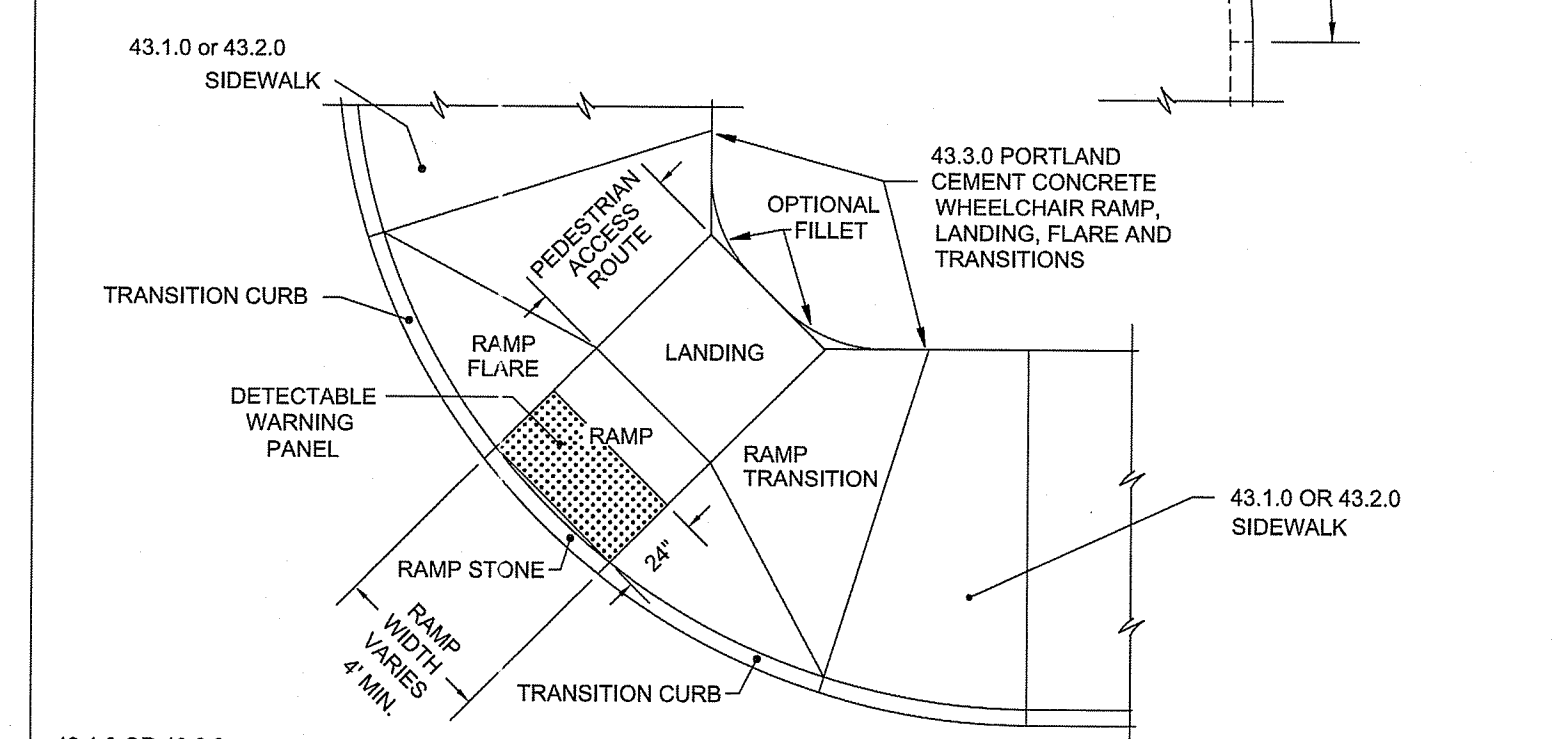 43.1.0 or 43.2.0
SIDEWALK
43.3.0 PORTLAND
CEMENT CONCRETE
WHEELCHAIR RAMP,
LANDING, FLARE AND
TRANSITIONS
OPTIONAL
FILLET
PEDESTRIAN
ACCESS
ROUTE
TRANSITION CURB
RAMP
FLARE
LANDING
DETECTABLE
WARNING
PANEL
RAMP
RAMP
TRANSITION
43.1.0 OR 43.2.0
SIDEWALK
24"
RAMP STONE
RAMP
WIDTH
VARIES
4' MIN.
TRANSITION CURB